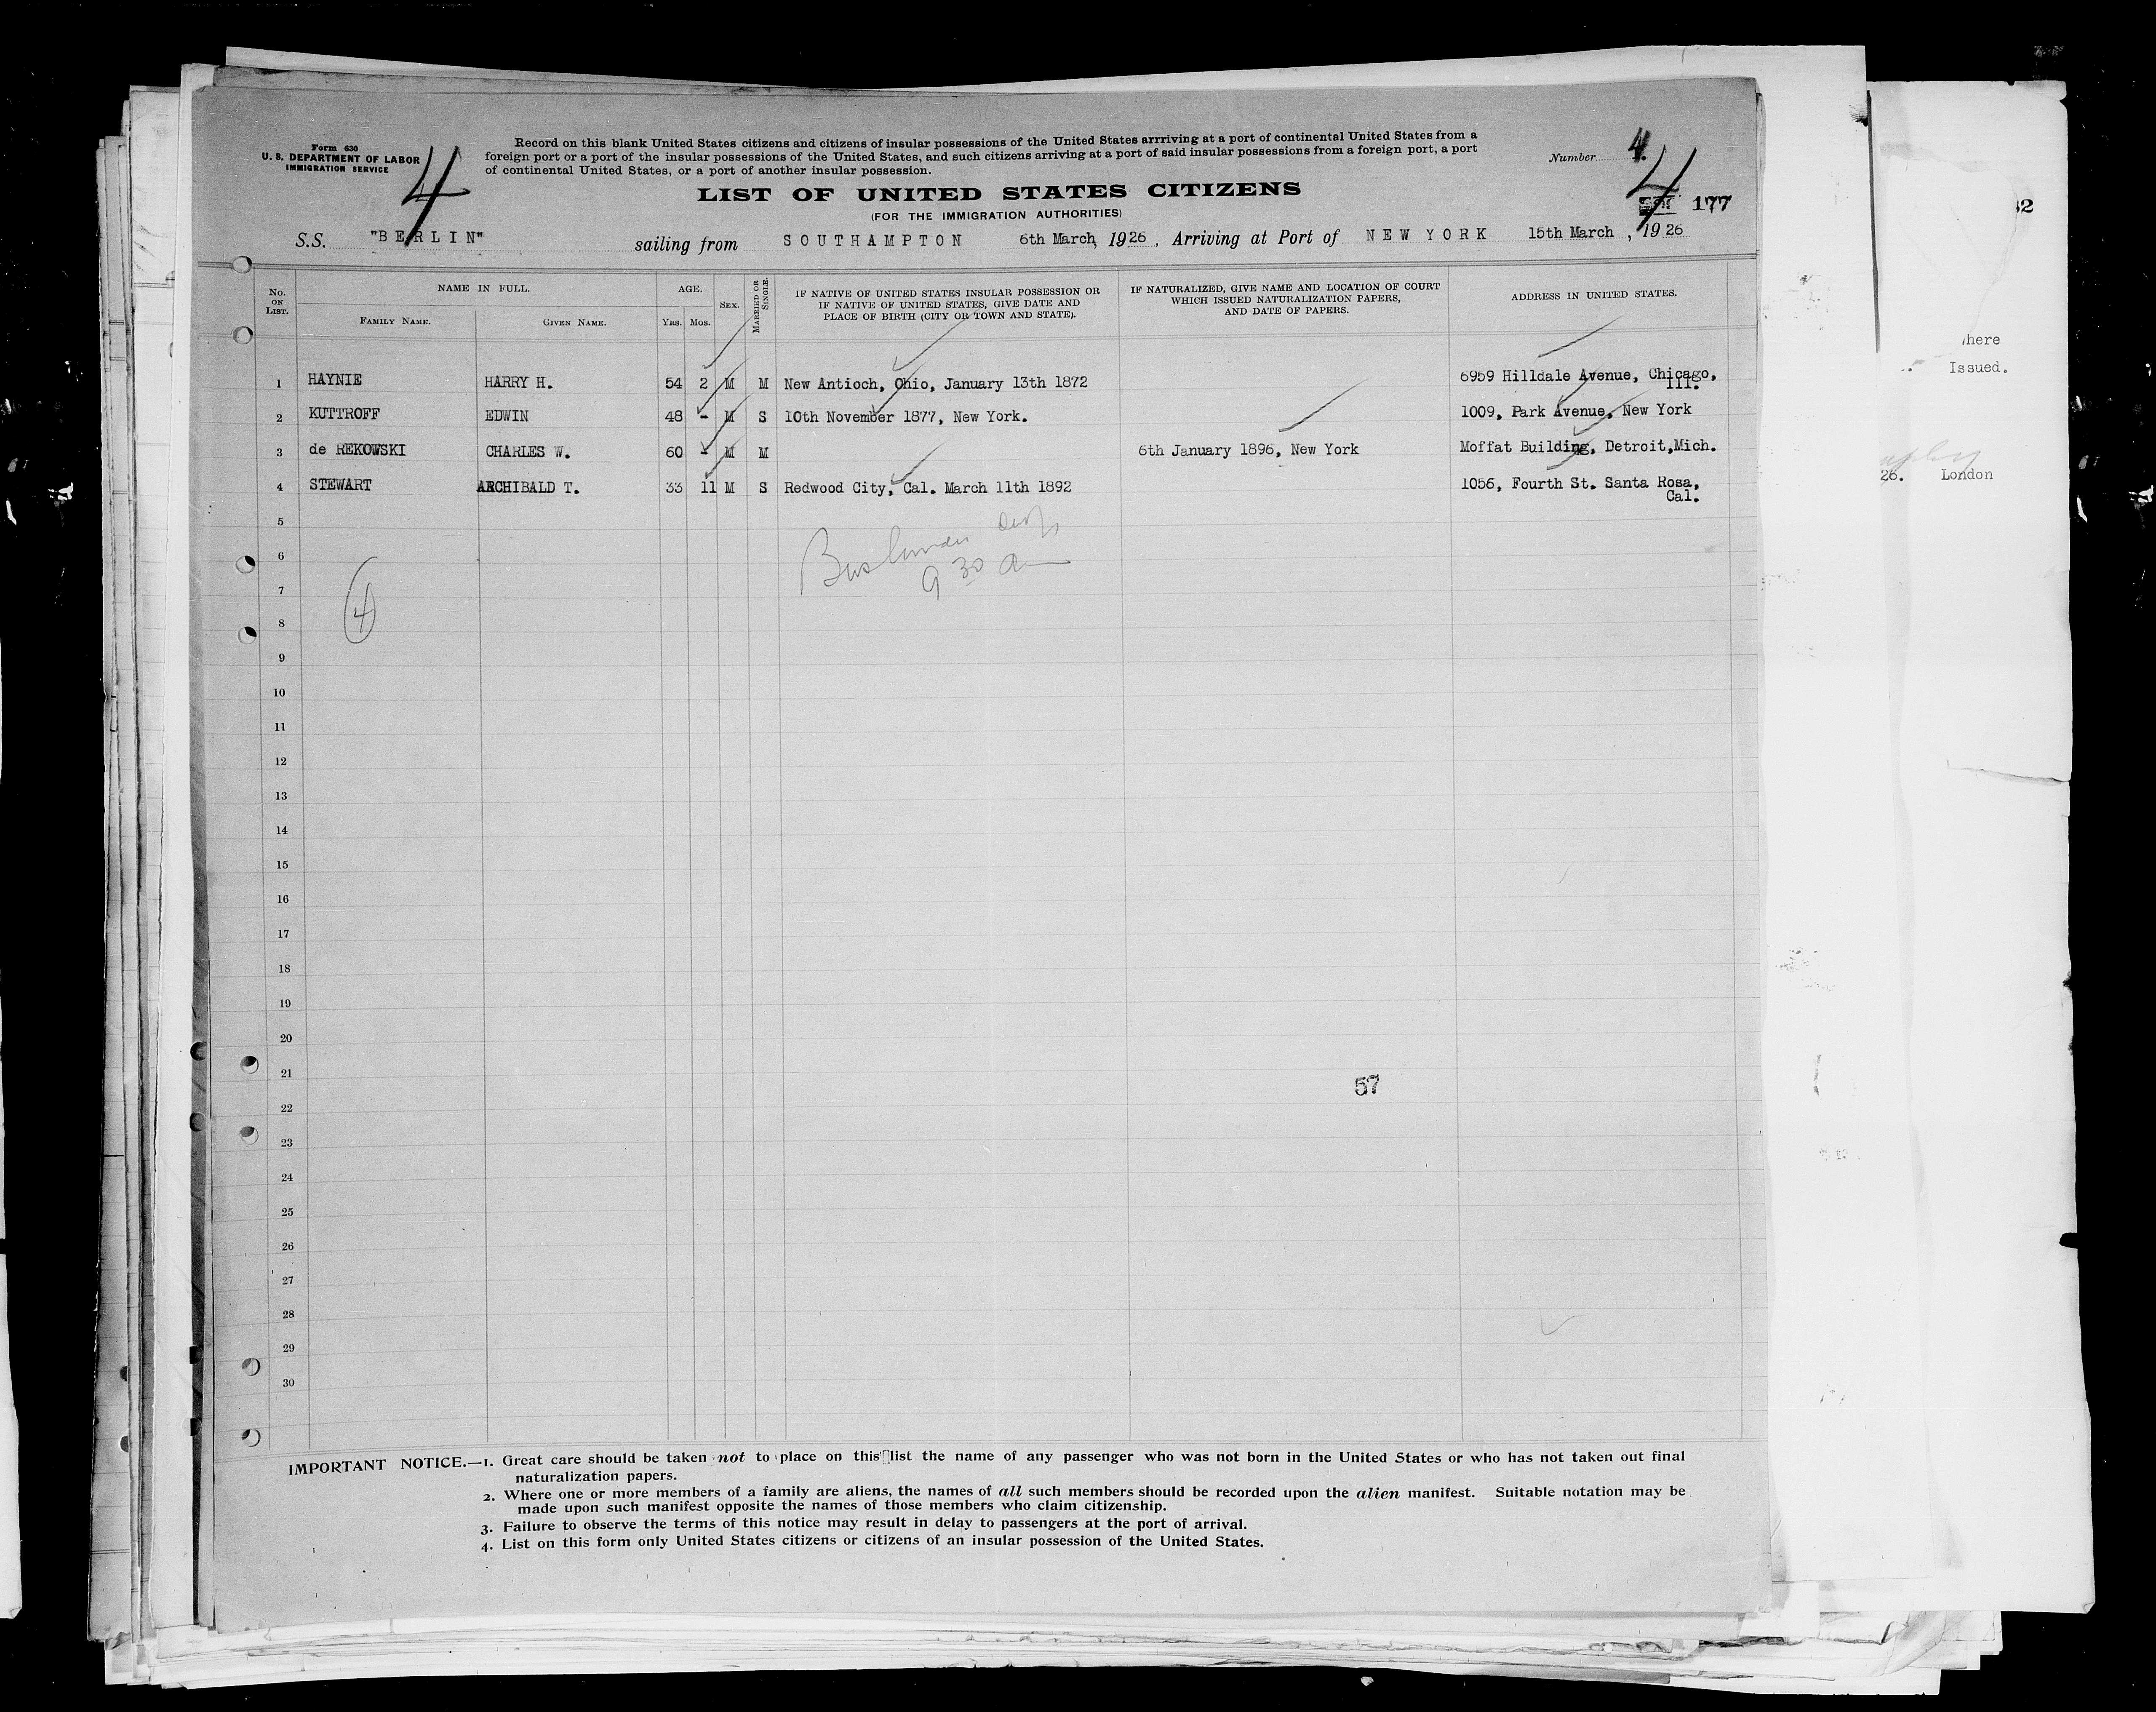 Form 630
U. S. DEPARTMENT OF LABOR
IMMIGRATION SERVICE
4
Record on this blank United States citizens and citizens of insular possessions of the United States arrriving at a port of continental United States from a
foreign port or a port of the insular possessions of the United States, and such citizens arriving at a port of said insular possessions from a foreign port, a port
of continental United States, or a port of another insular possession.
Number 4.
4
LIST OF UNITED STATES CITIZENS
(FOR THE IMMIGRATION AUTHORITIES)
177
S.S. "BERLIN" sailing from SOUTHAMPTON 6th March, 1926, Arriving at Port of NEW YORK 15th March, 1926
No. ON LIST.
NAME IN FULL.
FAMILY NAME. GIVEN NAME.
AGE.
YRS. MOS.
SEX.
MARRIED OR SINGLE.
IF NATIVE OF UNITED STATES INSULAR POSSESSION OR
IF NATIVE OF UNITED STATES, GIVE DATE AND
PLACE OF BIRTH (CITY OR TOWN AND STATE).
IF NATURALIZED, GIVE NAME AND LOCATION OF COURT
WHICH ISSUED NATURALIZATION PAPERS,
AND DATE OF PAPERS.
ADDRESS IN UNITED STATES.
1 HAYNIE HARRY H. 54 2 M M New Antioch, Ohio, January 13th 1872 6959 Hilldale Avenue, Chicago,
Ill.
2 KUTTROFF EDWIN 48 - M S 10th November 1877, New York. 1009, Park Avenue, New York
3 de REKOWSKI CHARLES W. 60 - M M 6th January 1896, New York Moffat Building, Detroit,Mich.
4 STEWART ARCHIBALD T. 33 11 M S Redwood City, Cal. March 11th 1892 1056, Fourth St. Santa Rosa,
Cal.
5
6
9 30 am
7
4
8
9
10
11
12
13
14
15
16
17
18
19
20
21
57
22
23
24
25
26
27
28
29
30
IMPORTANT NOTICE.—1. Great care should be taken not to place on this list the name of any passenger who was not born in the United States or who has not taken out final
naturalization papers.
2. Where one or more members of a family are aliens, the names of all such members should be recorded upon the alien manifest. Suitable notation may be
made upon such manifest opposite the names of those members who claim citizenship.
3. Failure to observe the terms of this notice may result in delay to passengers at the port of arrival.
4. List on this form only United States citizens or citizens of an insular possession of the United States.
Issued.
26. London